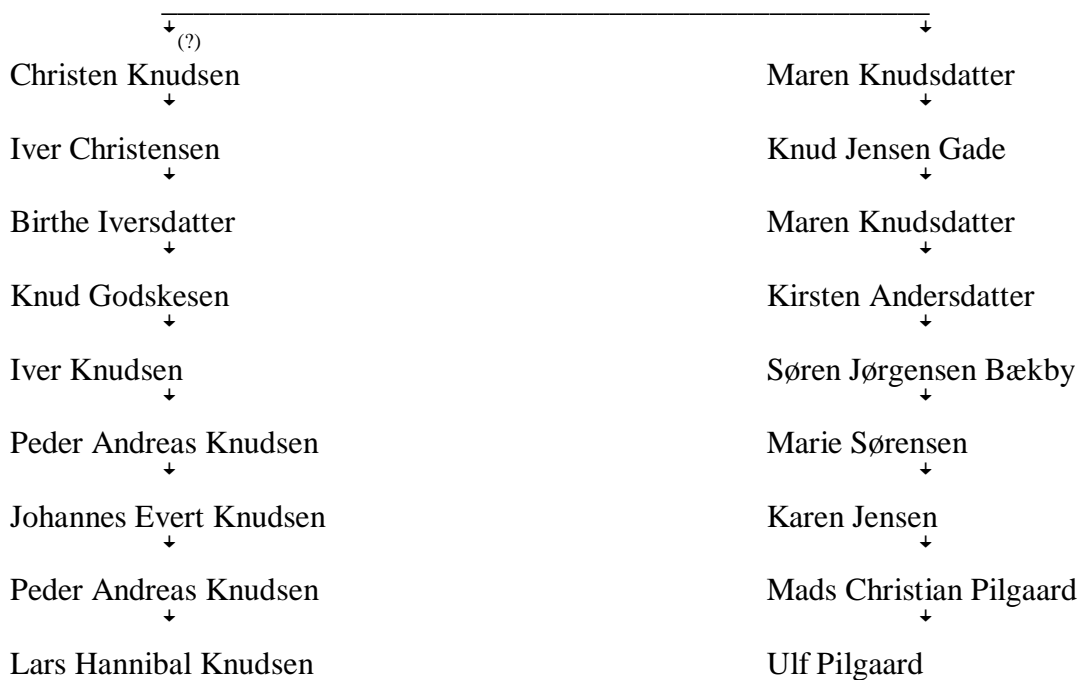 (?)
Christen Knudsen Maren Knudsdatter
Iver Christensen Knud Jensen Gade
Birthe Iversdatter Maren Knudsdatter
Knud Godskesen Kirsten Andersdatter
Iver Knudsen Søren Jørgensen Bækby
Peder Andreas Knudsen Marie Sørensen
Johannes Evert Knudsen Karen Jensen
Peder Andreas Knudsen Mads Christian Pilgaard
Lars Hannibal Knudsen Ulf Pilgaard